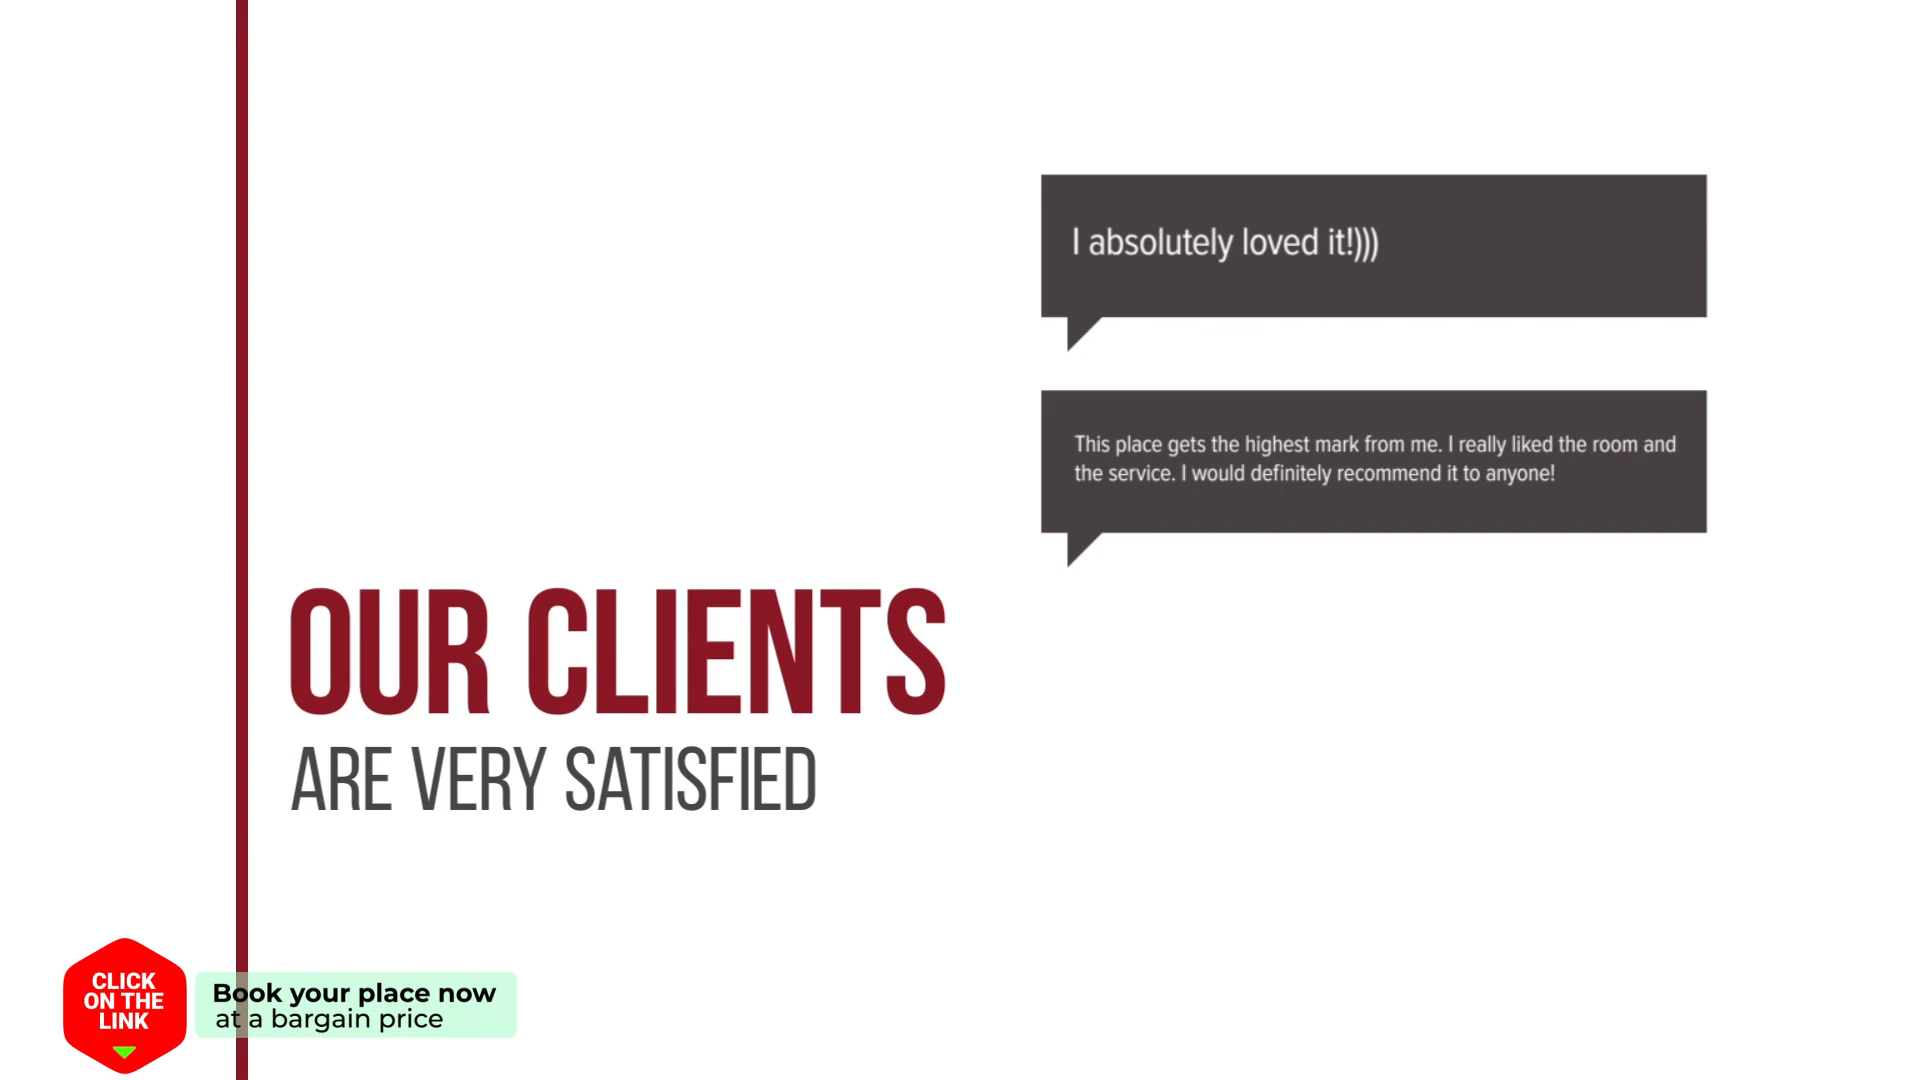 I absolutely loved it!)))
This place gets the highest mark from me. I really liked the room and
the service. I would definitely recommend it to anyone!
OUR CLIENTS
ARE VERY SATISFIED
CLICK
ON THE
LINK
Book your place now
at a bargain price